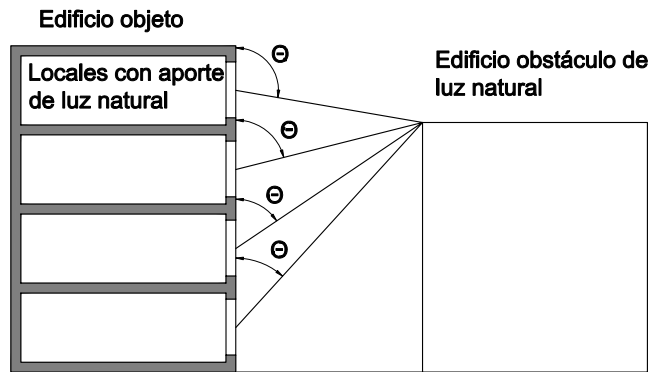 Edificio objeto
Locales con aporte
de luz natural
Edificio obstáculo de
luz natural
Θ
Θ
Θ
Θ